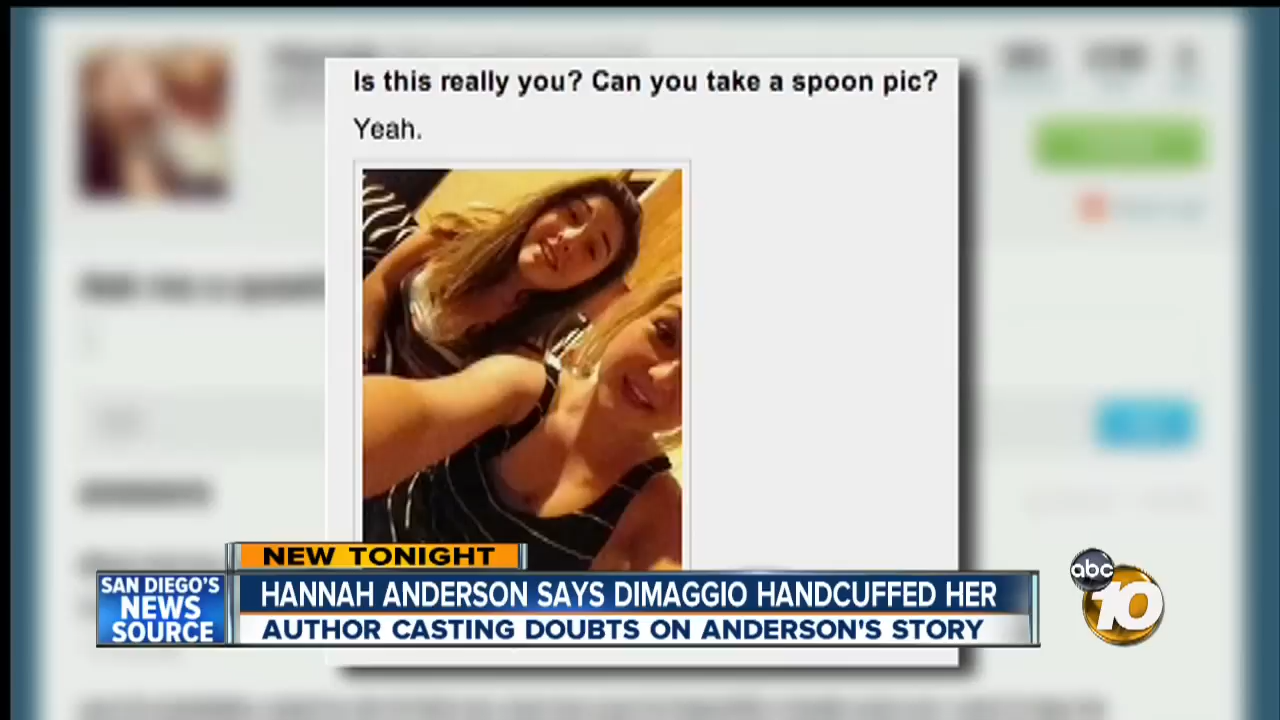 Is this really you? Can you take a spoon pic?
Yeah.
NEW TONIGHT
SAN DIEGO'S
NEWS
SOURCE
HANNAH ANDERSON SAYS DIMAGGIO HANDCUFFED HER
AUTHOR CASTING DOUBTS ON ANDERSON'S STORY
abc
10